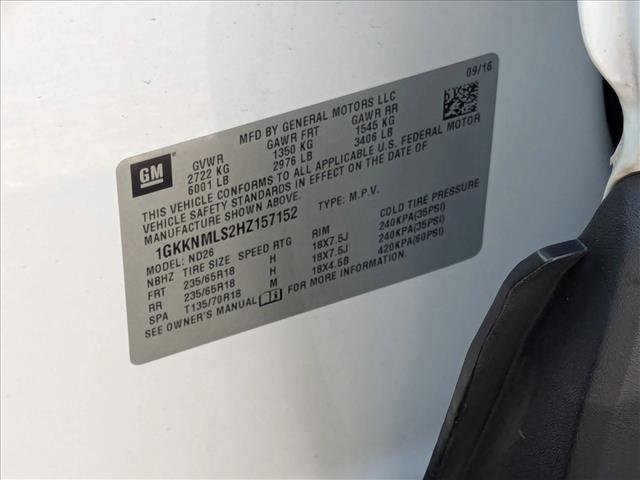 09/16
MFD BY GENERAL MOTORS LLC
GM
GVWR GAWR FRT GAWR RR
2722 KG 1350 KG 1545 KG
6001 LB 2976 LB 3406 LB
THIS VEHICLE CONFORMS TO ALL APPLICABLE U.S. FEDERAL MOTOR
VEHICLE SAFETY STANDARDS IN EFFECT ON THE DATE OF
MANUFACTURE SHOWN ABOVE.
1GKKNMLS2HZ157152 TYPE: M.P.V.
MODEL: ND26
NBHZ TIRE SIZE SPEED RTG RIM COLD TIRE PRESSURE
FRT 235/65R18 H 18X7.5J 240KPA(35PSI)
RR 235/65R18 H 18X7.5J 240KPA(35PSI)
SPA T135/70R18 M 18X4.5B 420KPA(60PSI)
SEE OWNER'S MANUAL FOR MORE INFORMATION.